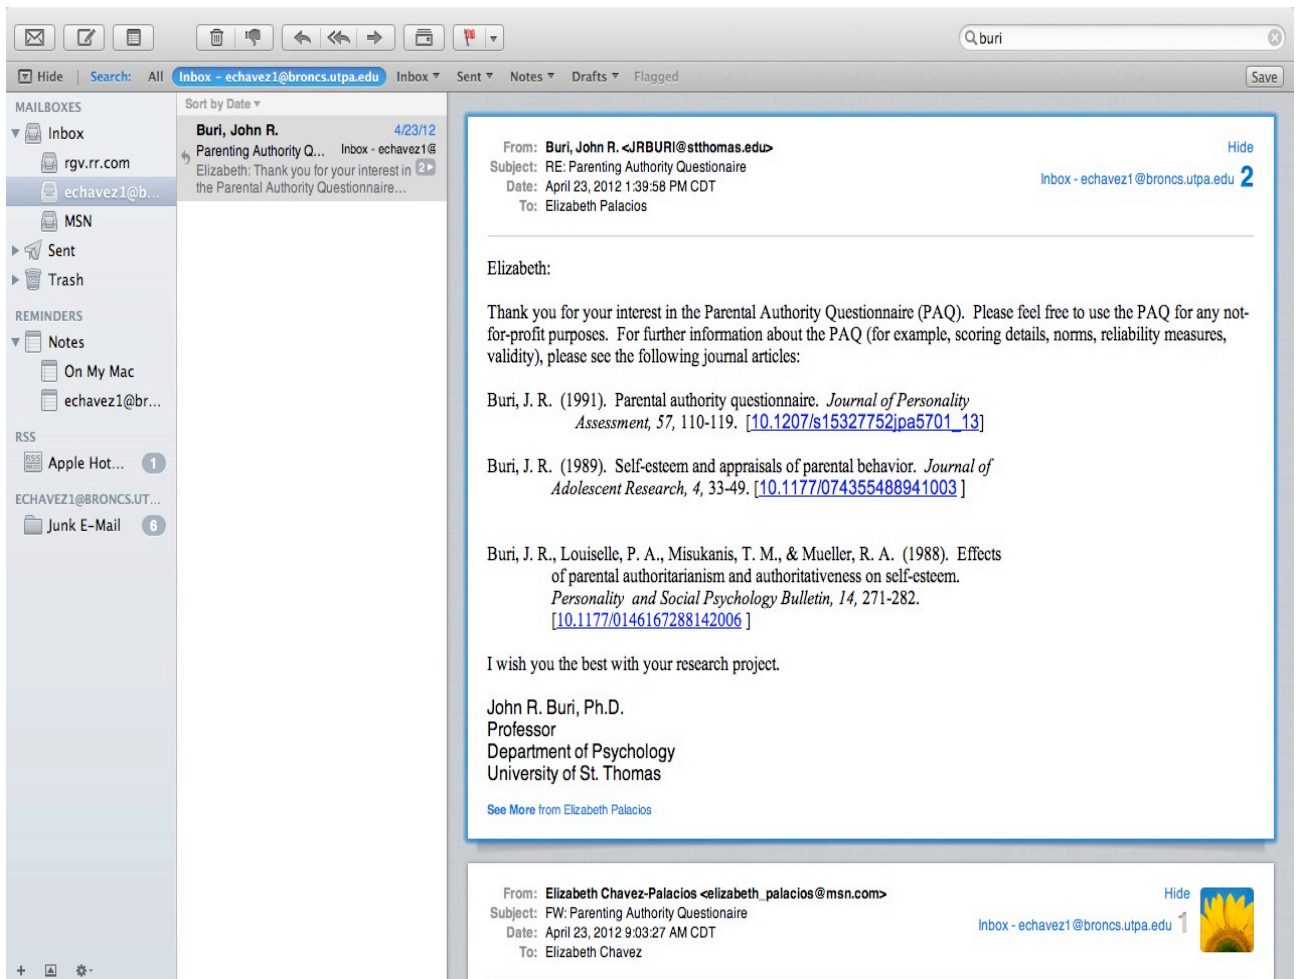 buri
Hide Search: All Inbox - echavez1@broncs.utpa.edu Inbox Sent Notes Drafts Flagged Save
MAILBOXES
Inbox
rgv.rr.com
echavez1@b...
MSN
Sent
Trash
REMINDERS
Notes
On My Mac
echavez1@br...
RSS
Apple Hot... 1
ECHAVEZ1@BRONCS.UT...
Junk E-Mail 6
Sort by Date
Buri, John R. 4/23/12
Parenting Authority Q... Inbox - echavez1@
Elizabeth: Thank you for your interest in 2
the Parental Authority Questionnaire...
From: Buri, John R. <JRBURI@stthomas.edu> Hide
Subject: RE: Parenting Authority Questionaire
Date: April 23, 2012 1:39:58 PM CDT Inbox - echavez1@broncs.utpa.edu 2
To: Elizabeth Palacios
Elizabeth:
Thank you for your interest in the Parental Authority Questionnaire (PAQ). Please feel free to use the PAQ for any not-
for-profit purposes. For further information about the PAQ (for example, scoring details, norms, reliability measures,
validity), please see the following journal articles:
Buri, J. R. (1991). Parental authority questionnaire. Journal of Personality
Assessment, 57, 110-119. [10.1207/s15327752jpa5701_13]
Buri, J. R. (1989). Self-esteem and appraisals of parental behavior. Journal of
Adolescent Research, 4, 33-49. [10.1177/074355488941003 ]
Buri, J. R., Louiselle, P. A., Misukanis, T. M., & Mueller, R. A. (1988). Effects
of parental authoritarianism and authoritativeness on self-esteem.
Personality and Social Psychology Bulletin, 14, 271-282.
[10.1177/0146167288142006 ]
I wish you the best with your research project.
John R. Buri, Ph.D.
Professor
Department of Psychology
University of St. Thomas
See More from Elizabeth Palacios
From: Elizabeth Chavez-Palacios <elizabeth_palacios@msn.com> Hide
Subject: FW: Parenting Authority Questionaire
Date: April 23, 2012 9:03:27 AM CDT Inbox - echavez1@broncs.utpa.edu 1
To: Elizabeth Chavez